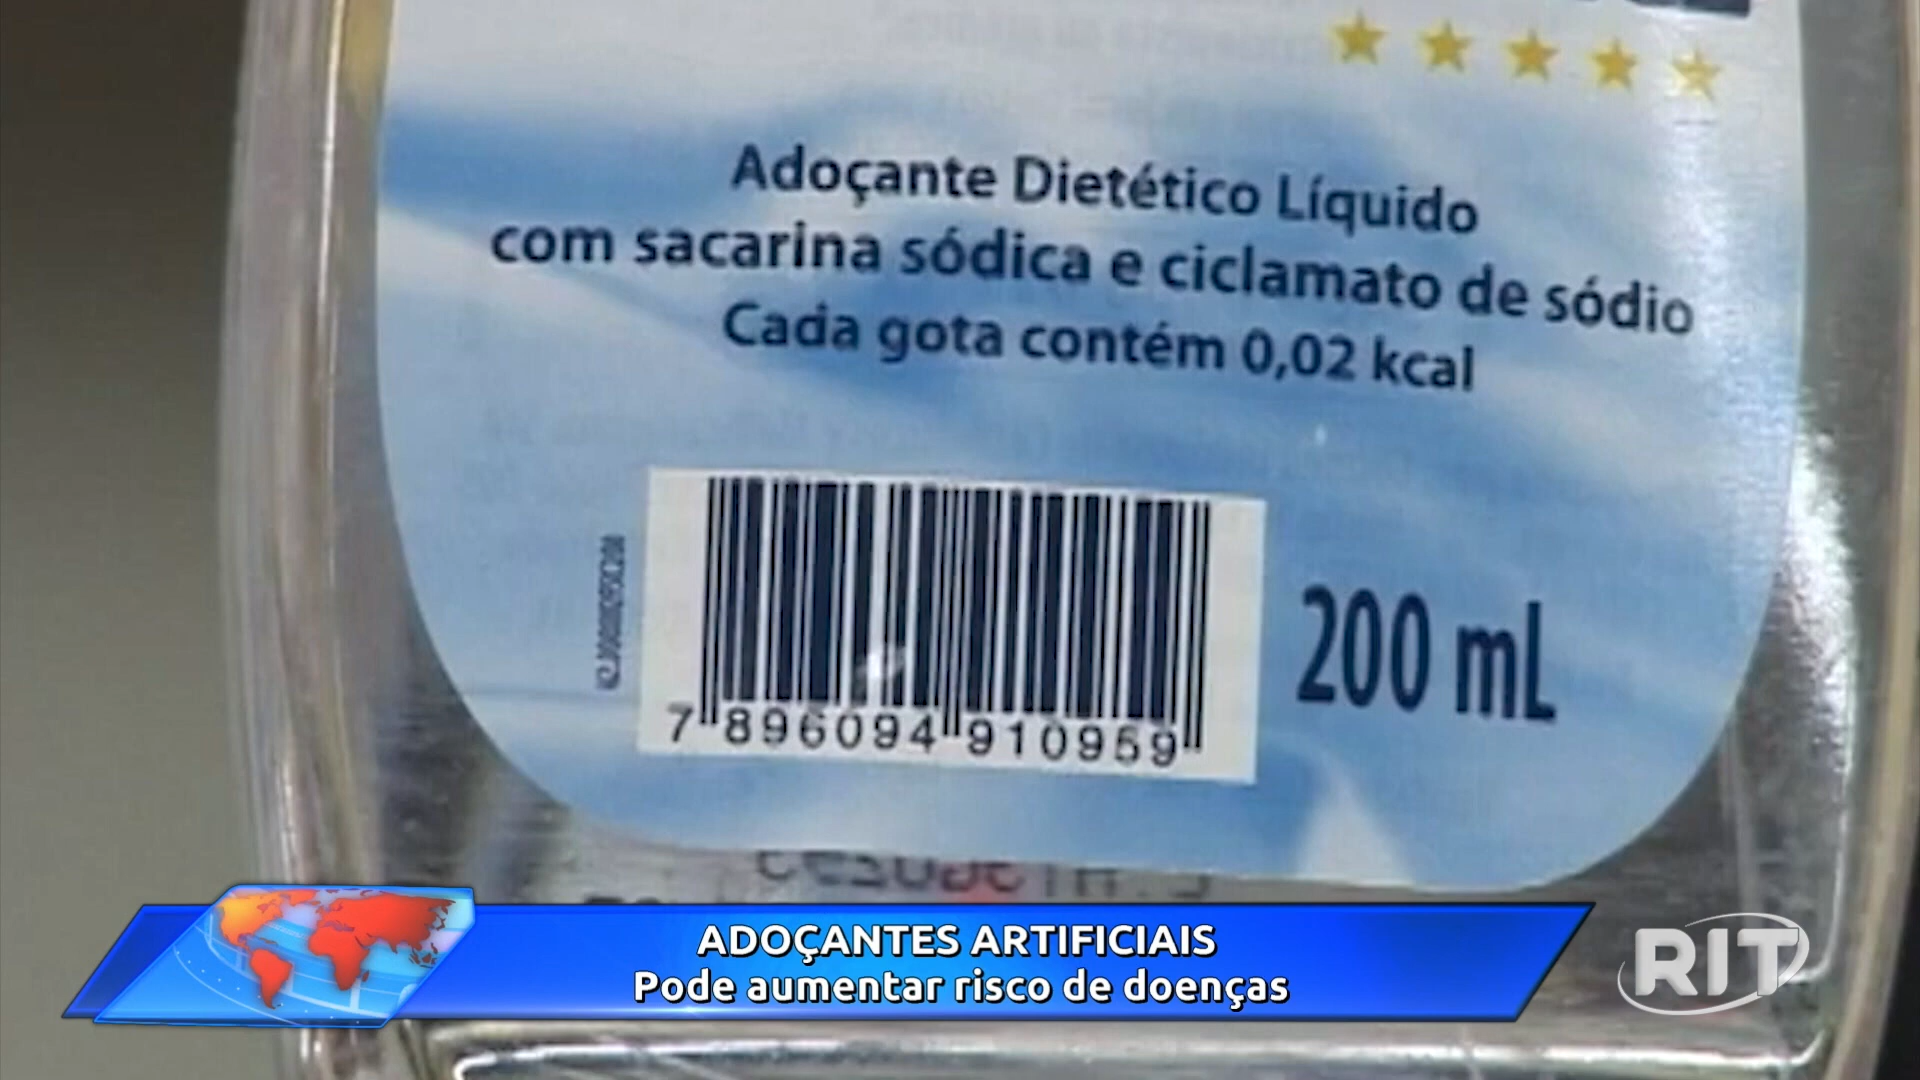 Adoçante Dietético Líquido
com sacarina sódica e ciclamato de sódio
Cada gota contém 0,02 kcal
200 mL
7 896094 910959
ADOÇANTES ARTIFICIAIS
Pode aumentar risco de doenças
RIT